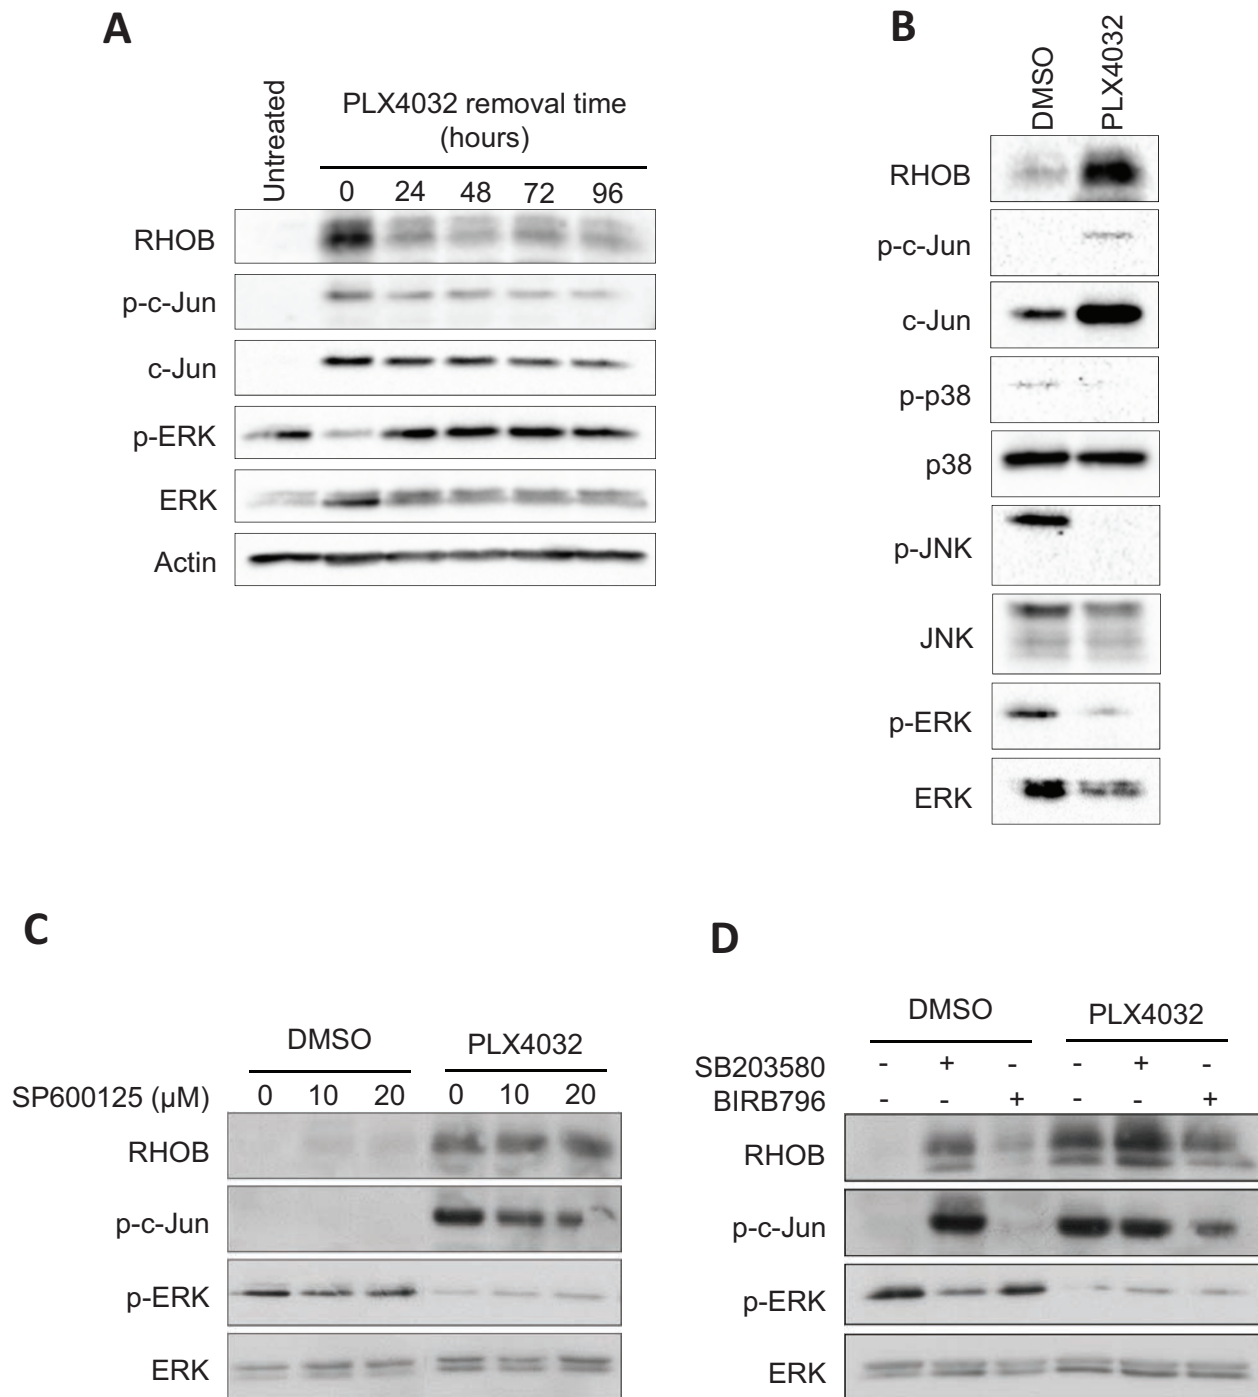 A
Untreated
PLX4032 removal time
(hours)
0 24 48 72 96
RHOB
p-c-Jun
c-Jun
p-ERK
ERK
Actin
B
DMSO
PLX4032
RHOB
p-c-Jun
c-Jun
p-p38
p38
p-JNK
JNK
p-ERK
ERK
C
DMSO PLX4032
SP600125 (µM) 0 10 20 0 10 20
RHOB
p-c-Jun
p-ERK
ERK
D
DMSO PLX4032
SB203580 - + - - + -
BIRB796 - - + - - +
RHOB
p-c-Jun
p-ERK
ERK